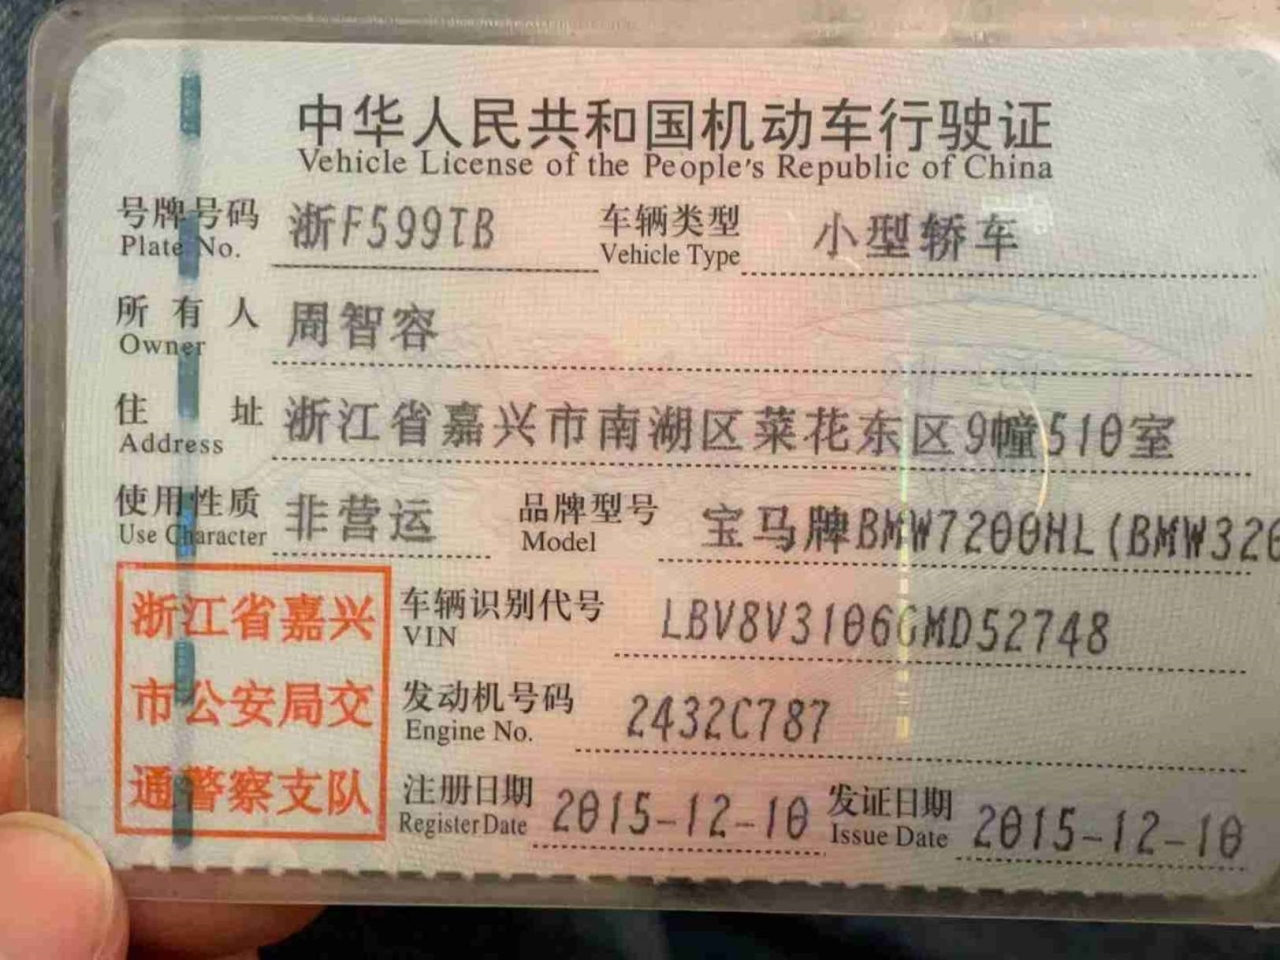 中华人民共和国机动车行驶证
Vehicle License of the People's Republic of China
号牌号码 浙F599TB 车辆类型 小型轿车
Plate No. Vehicle Type
所有人 周智容
Owner
住址 浙江省嘉兴市南湖区菜花东区9幢510室
Address
使用性质 非营运 品牌型号 宝马牌BMW7200HL(BMW320
Use Character Model
浙江省嘉兴
市公安局交
通警察支队
车辆识别代号 LBV8V3106GMD52748
VIN
发动机号码 2432C787
Engine No.
注册日期 2015-12-10 发证日期 2015-12-10
Register Date Issue Date